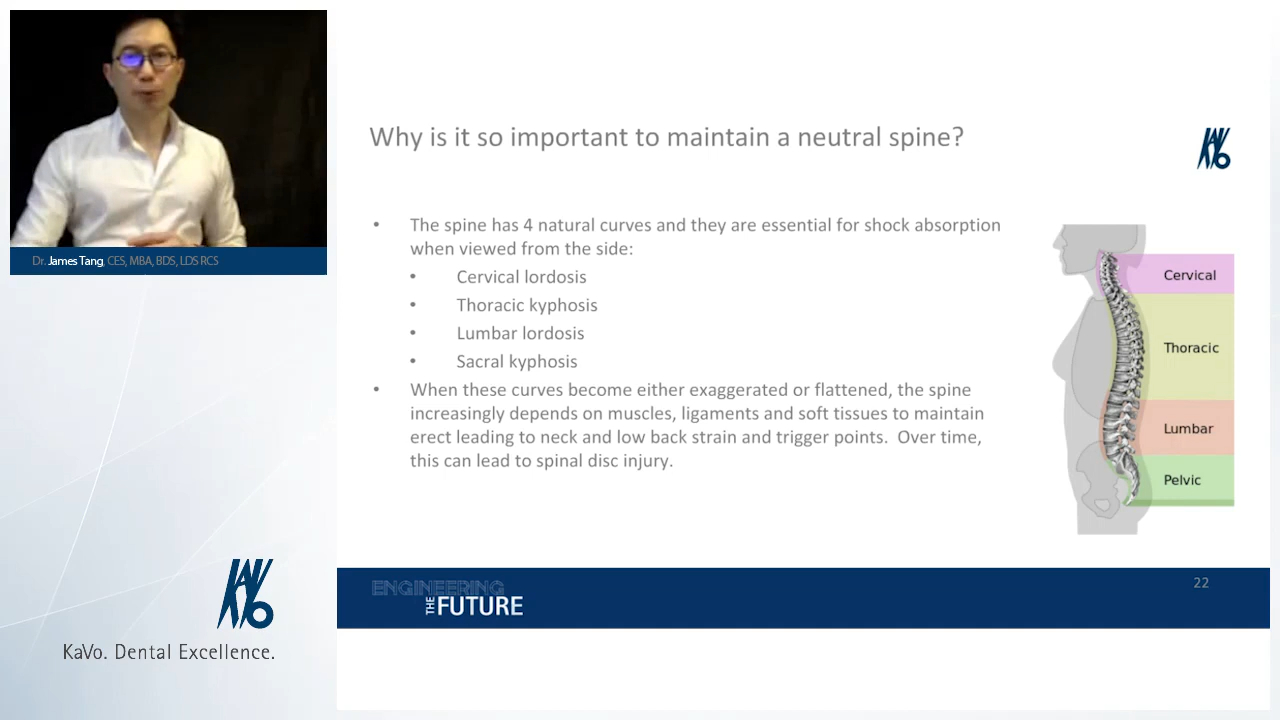 Dr. James Tang, CES, MBA, BDS, LDS RCS
KaVo. Dental Excellence.
Why is it so important to maintain a neutral spine?
KAVO
• The spine has 4 natural curves and they are essential for shock absorption
when viewed from the side:
• Cervical lordosis
• Thoracic kyphosis
• Lumbar lordosis
• Sacral kyphosis
• When these curves become either exaggerated or flattened, the spine
increasingly depends on muscles, ligaments and soft tissues to maintain
erect leading to neck and low back strain and trigger points.  Over time,
this can lead to spinal disc injury.
Cervical
Thoracic
Lumbar
Pelvic
KAVO
ENGINEERING
THE FUTURE
22